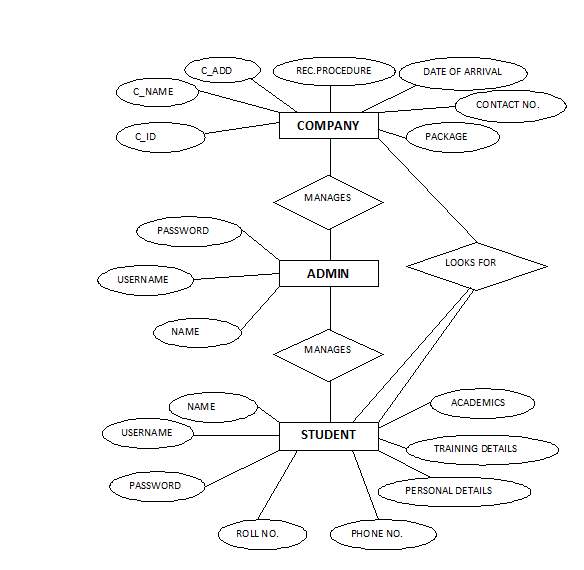 C_ADD
REC.PROCEDURE
DATE OF ARRIVAL
C_NAME
CONTACT NO.
C_ID
COMPANY
PACKAGE
MANAGES
PASSWORD
LOOKS FOR
USERNAME
ADMIN
NAME
MANAGES
NAME
ACADEMICS
USERNAME
STUDENT
TRAINING DETAILS
PASSWORD
PERSONAL DETAILS
ROLL NO.
PHONE NO.